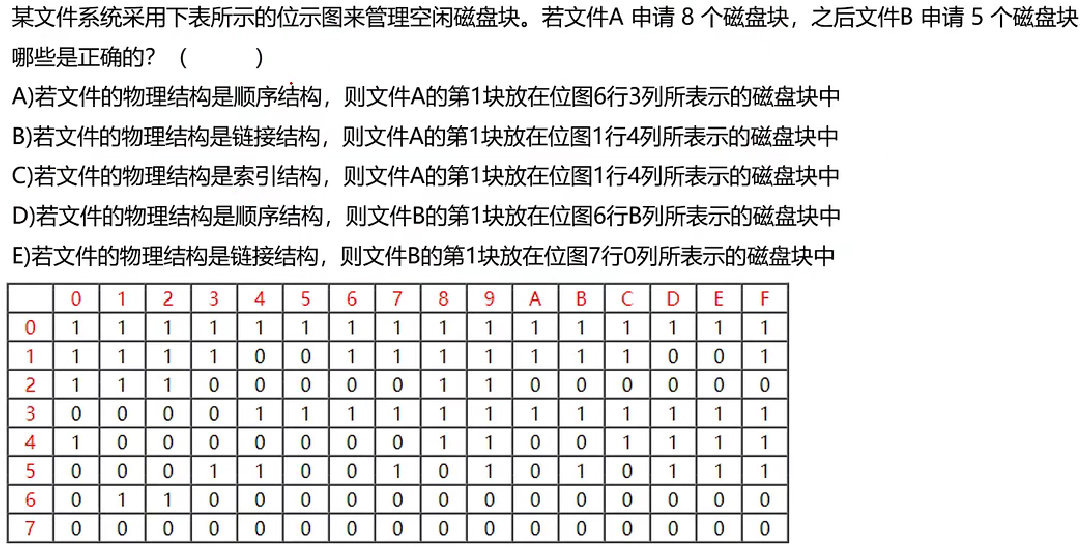 某文件系统采用下表所示的位示图来管理空闲磁盘块。若文件A 申请 8 个磁盘块，之后文件B 申请 5 个磁盘块
哪些是正确的？（ ）
A)若文件的物理结构是顺序结构，则文件A的第1块放在位图6行3列所表示的磁盘块中
B)若文件的物理结构是链接结构，则文件A的第1块放在位图1行4列所表示的磁盘块中
C)若文件的物理结构是索引结构，则文件A的第1块放在位图1行4列所表示的磁盘块中
D)若文件的物理结构是顺序结构，则文件B的第1块放在位图6行B列所表示的磁盘块中
E)若文件的物理结构是链接结构，则文件B的第1块放在位图7行0列所表示的磁盘块中
0 1 2 3 4 5 6 7 8 9 A B C D E F
0 1 1 1 1 1 1 1 1 1 1 1 1 1 1 1 1
1 1 1 1 1 0 0 1 1 1 1 1 1 1 0 0 1
2 1 1 1 0 0 0 0 0 1 1 0 0 0 0 0 0
3 0 0 0 0 1 1 1 1 1 1 1 1 1 1 1 1
4 1 0 0 0 0 0 0 0 1 1 0 0 1 1 1 1
5 0 0 0 1 1 0 0 1 0 1 0 1 0 1 1 1
6 0 1 1 0 0 0 0 0 0 0 0 0 0 0 0 0
7 0 0 0 0 0 0 0 0 0 0 0 0 0 0 0 0